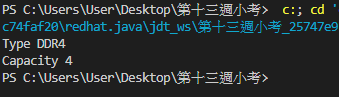 PS C:\Users\User\Desktop\第十三週小考>  c:; cd '
c74faf20\redhat.java\jdt_ws\第十三週小考_25747e9
Type DDR4
Capacity 4
PS C:\Users\User\Desktop\第十三週小考>